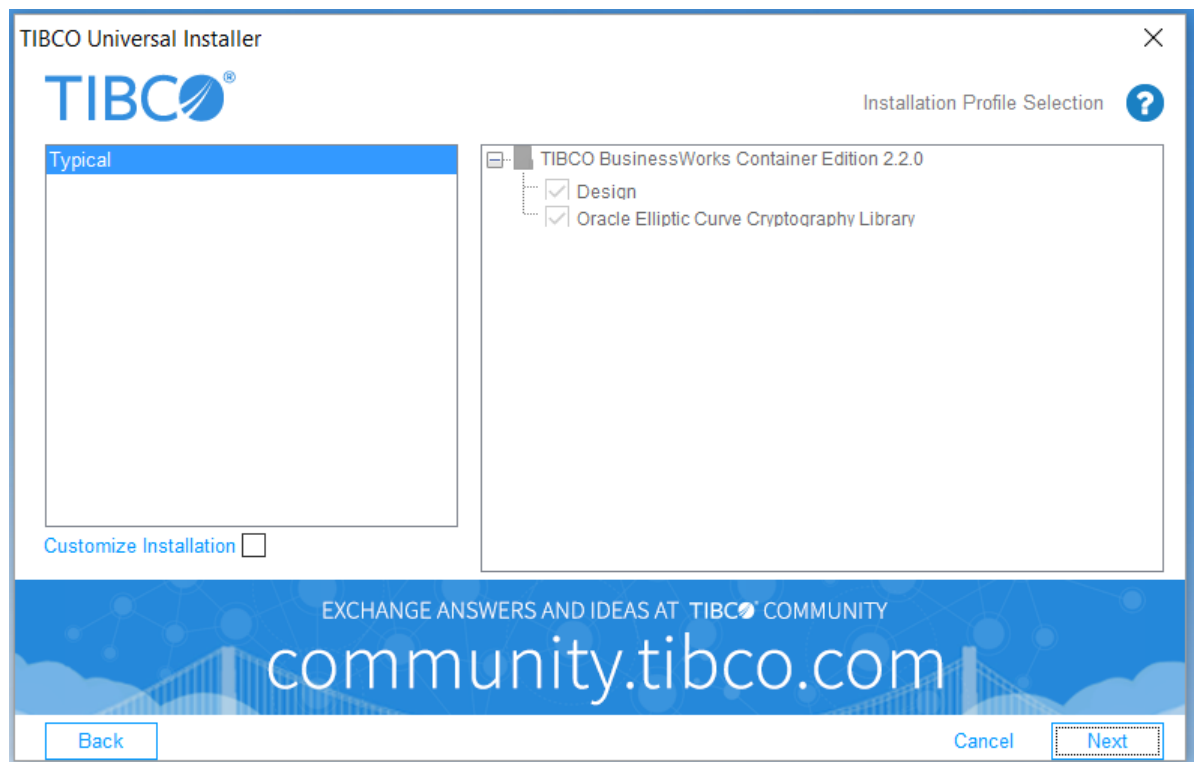 TIBCO Universal Installer
TIBCO®
Installation Profile Selection
?
Typical
TIBCO BusinessWorks Container Edition 2.2.0
Design
Oracle Elliptic Curve Cryptography Library
Customize Installation
EXCHANGE ANSWERS AND IDEAS AT TIBCO COMMUNITY
community.tibco.com
Back
Cancel
Next